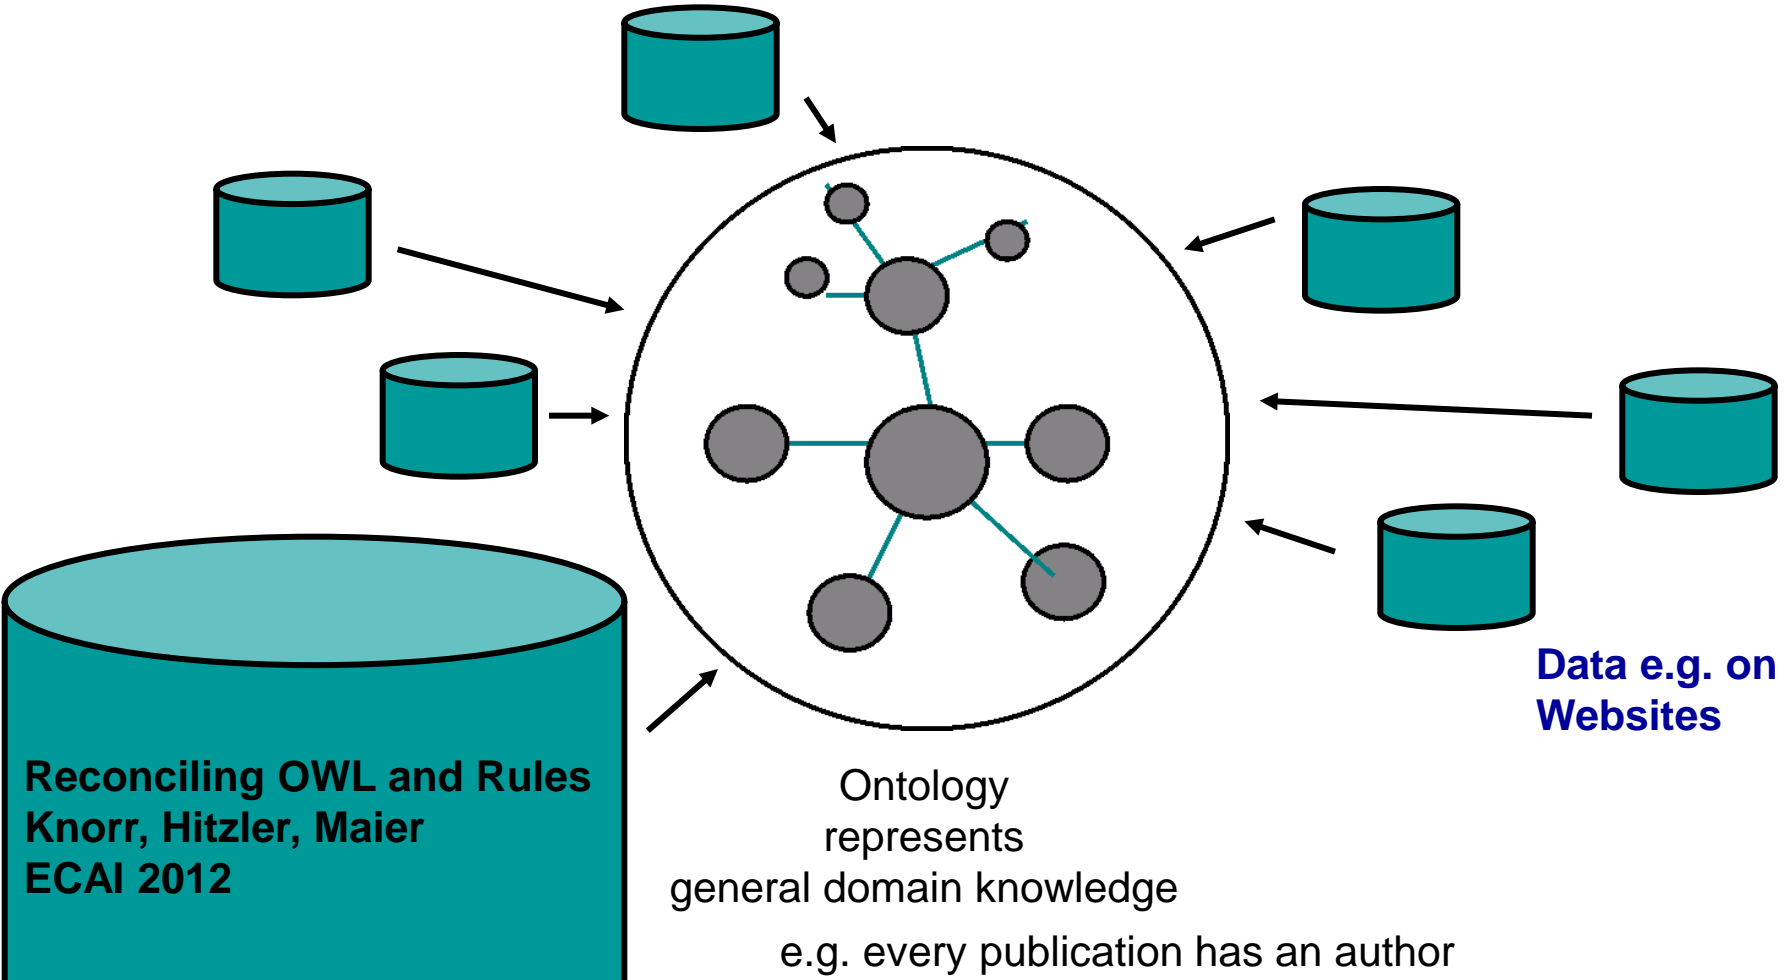 Data e.g. on
Websites
Reconciling OWL and Rules
Knorr, Hitzler, Maier
ECAI 2012
Ontology
represents
general domain knowledge
e.g. every publication has an author